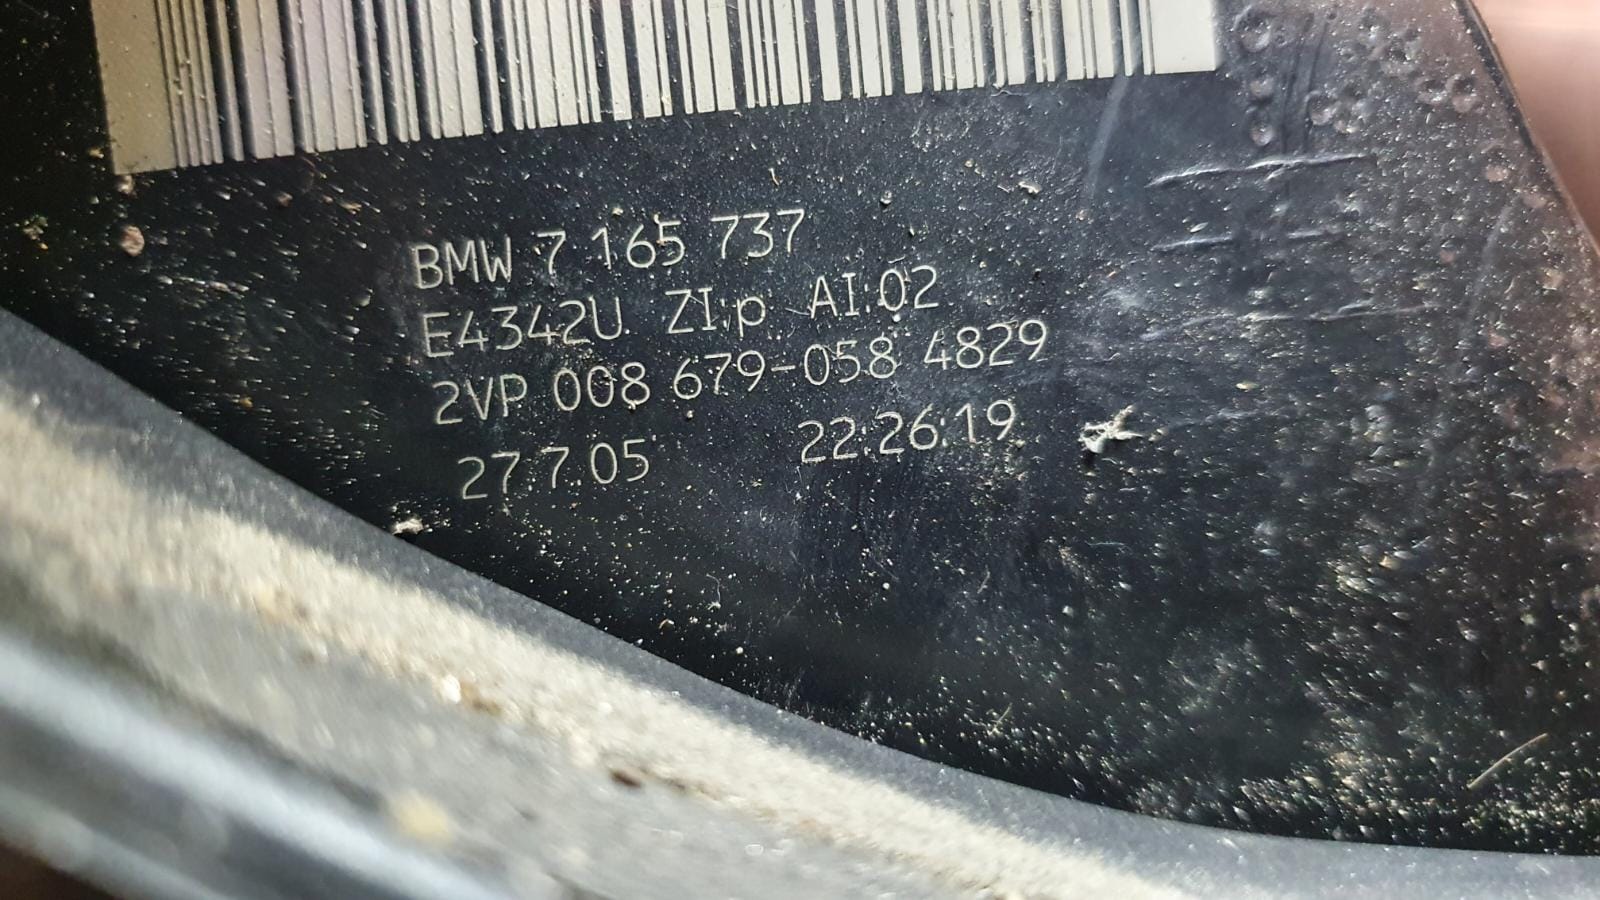 BMW 7 165 737
E4342U ZI:p AI:02
2VP 008 679-058 4829
27.7.05 22:26:19